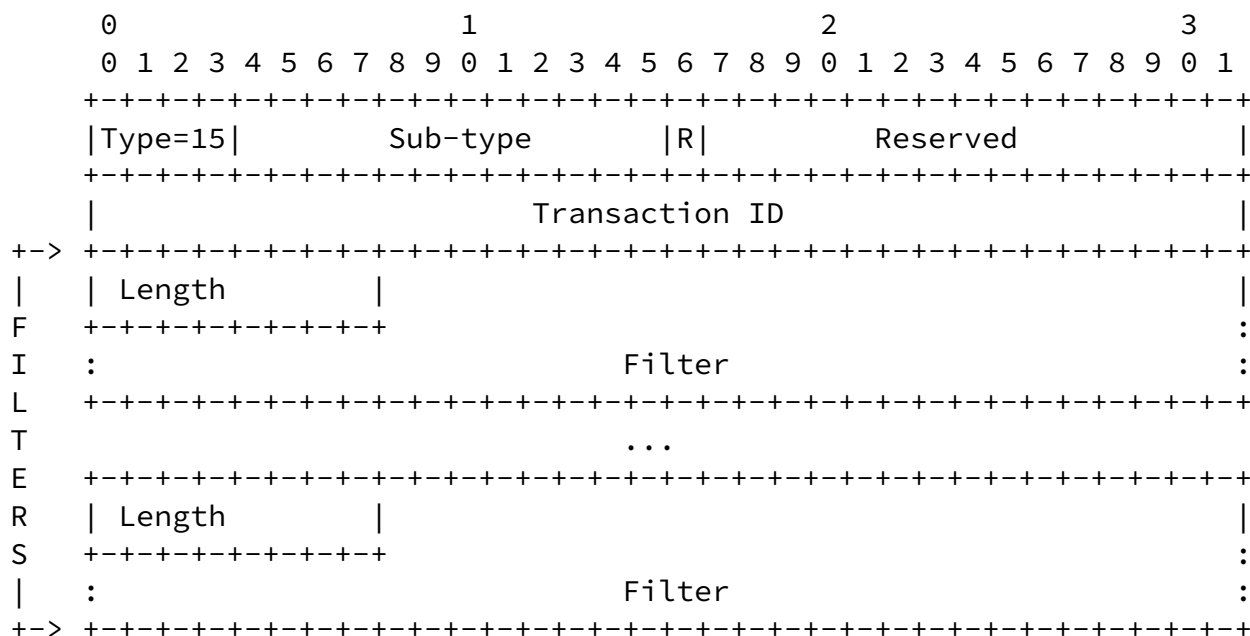 0                   1                   2                   3
      0 1 2 3 4 5 6 7 8 9 0 1 2 3 4 5 6 7 8 9 0 1 2 3 4 5 6 7 8 9 0 1
     +-+-+-+-+-+-+-+-+-+-+-+-+-+-+-+-+-+-+-+-+-+-+-+-+-+-+-+-+-+-+-+-+
     |Type=15|        Sub-type       |R|         Reserved            |
     +-+-+-+-+-+-+-+-+-+-+-+-+-+-+-+-+-+-+-+-+-+-+-+-+-+-+-+-+-+-+-+-+
     |                        Transaction ID                         |
+->  +-+-+-+-+-+-+-+-+-+-+-+-+-+-+-+-+-+-+-+-+-+-+-+-+-+-+-+-+-+-+-+-+
|    | Length        |                                               |
F    +-+-+-+-+-+-+-+-+                                               :
I    :                             Filter                            :
L    +-+-+-+-+-+-+-+-+-+-+-+-+-+-+-+-+-+-+-+-+-+-+-+-+-+-+-+-+-+-+-+-+
T                                  ...
E    +-+-+-+-+-+-+-+-+-+-+-+-+-+-+-+-+-+-+-+-+-+-+-+-+-+-+-+-+-+-+-+-+
R    | Length        |                                               |
S    +-+-+-+-+-+-+-+-+                                               :
|    :                             Filter                            :
+->  +-+-+-+-+-+-+-+-+-+-+-+-+-+-+-+-+-+-+-+-+-+-+-+-+-+-+-+-+-+-+-+-+